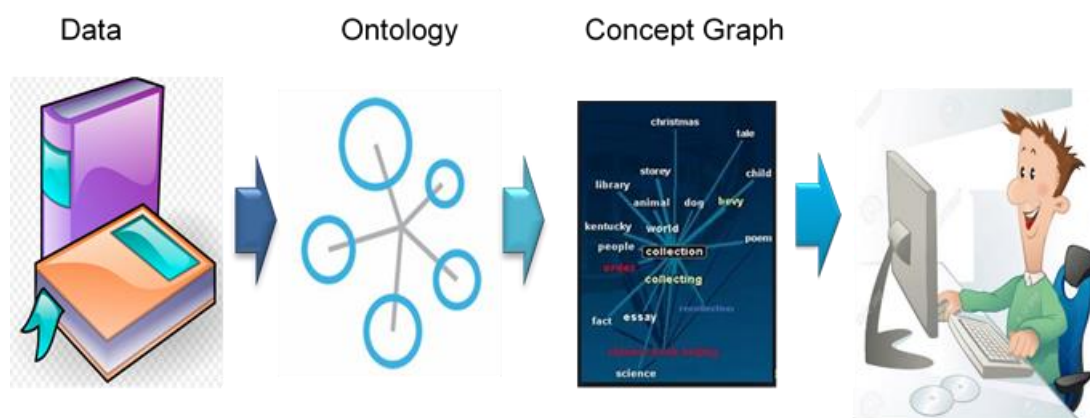 Data
Ontology
Concept Graph
christmas
tale
storey
child
library
animal
dog
bevy
kentucky
world
people
poem
collection
collecting
recollection
fact
essay
science